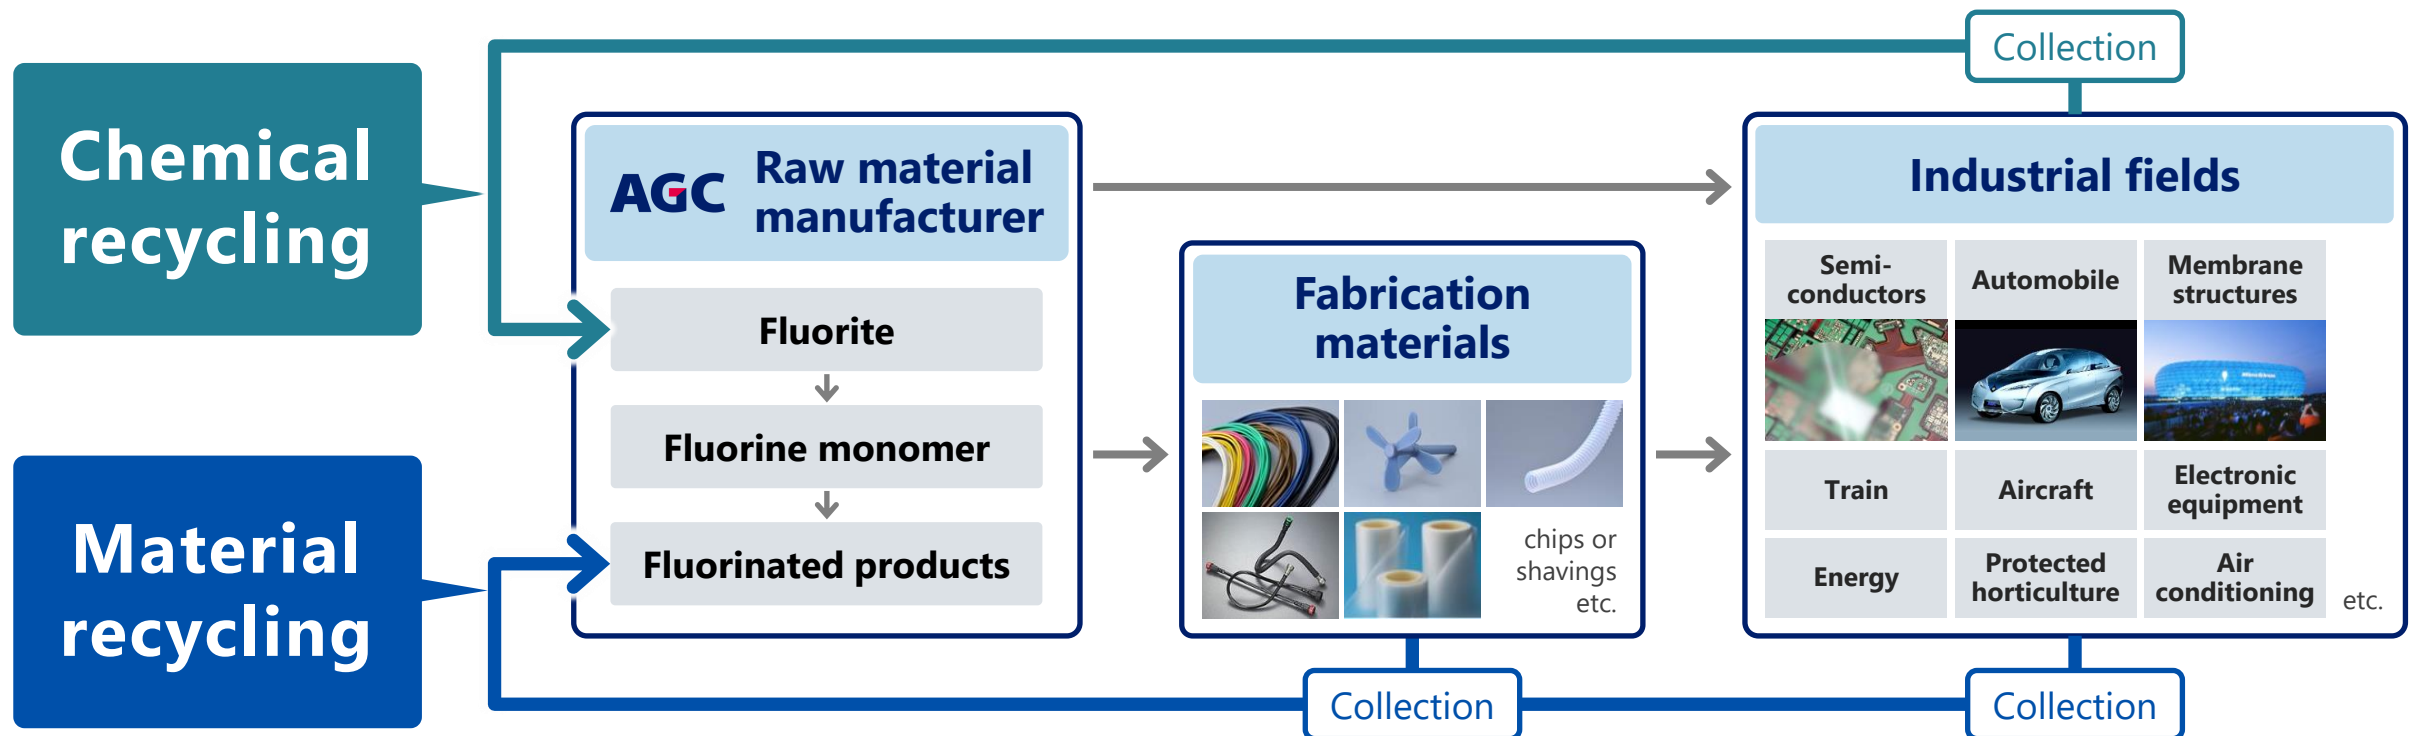 Collection
Chemical
recycling
AGC
Raw material
manufacturer
Fluorite
Fluorine monomer
Fluorinated products
Fabrication
materials
chips or
shavings
etc.
Industrial fields
Semi-
conductors
Automobile
Membrane
structures
Train
Aircraft
Electronic
equipment
Energy
Protected
horticulture
Air
conditioning
etc.
Material
recycling
Collection
Collection